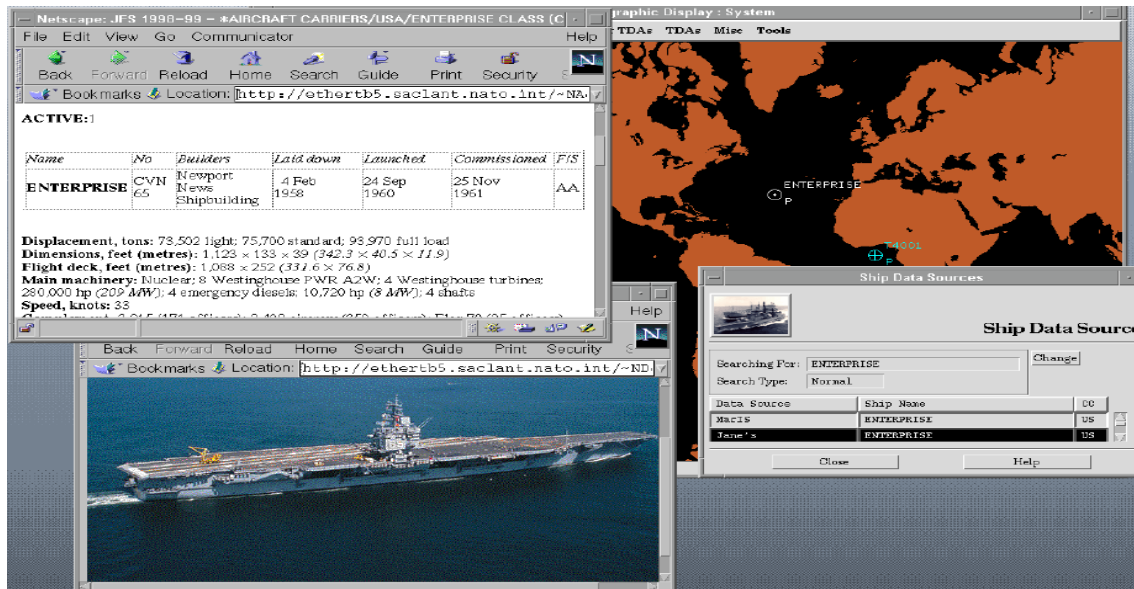 Netscape: JFS 1998-99 - *AIRCRAFT CARRIERS/USA/ENTERPRISE CLASS (C
File Edit View Go Communicator Help
Back Forward Reload Home Search Guide Print Security S
N
Bookmarks Location: http://ethertb5.saclant.nato.int/~NA
ACTIVE:1
Name No Builders Laid down Launched Commissioned F/S
ENTERPRISE CVN 65 Newport News Shipbuilding 4 Feb 1958 24 Sep 1960 25 Nov 1961 AA
Displacement, tons: 73,502 light; 75,700 standard; 93,970 full load
Dimensions, feet (metres): 1,123 × 133 × 39 (342.3 × 40.5 × 11.9)
Flight deck, feet (metres): 1,088 × 252 (331.6 × 76.8)
Main machinery: Nuclear; 8 Westinghouse PWR A2W; 4 Westinghouse turbines;
280,000 hp (209 MW); 4 emergency diesels; 10,720 hp (8 MW); 4 shafts
Speed, knots: 33
raphic Display : System
TDAs TDAs Misc Tools
ENTERPRISE
P
74001
P
Help
N
Back Forward Reload Home Search Guide Print Security S
Bookmarks Location: http://ethertb5.saclant.nato.int/~ND
Ship Data Sources
Ship Data Source
Searching For: ENTERPRISE
Change
Search Type: Normal
Data Source Ship Name CC
MacIS ENTERPRISE US
Jane's ENTERPRISE US
Close Help